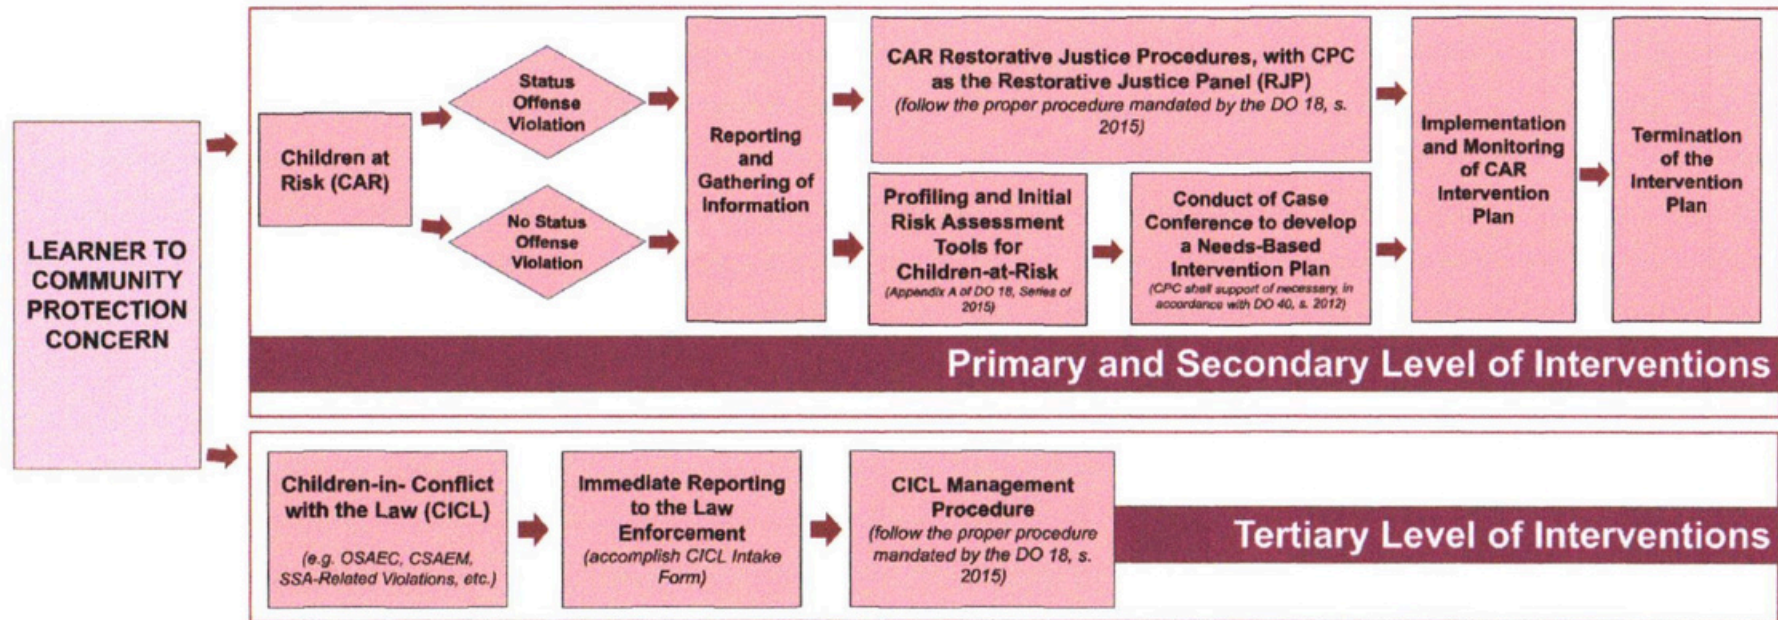 LEARNER TO
COMMUNITY
PROTECTION
CONCERN
Children at
Risk (CAR)
Status
Offense
Violation
No Status
Offense
Violation
Reporting
and
Gathering of
Information
CAR Restorative Justice Procedures, with CPC
as the Restorative Justice Panel (RJP)
(follow the proper procedure mandated by the DO 18, s.
2015)
Profiling and Initial
Risk Assessment
Tools for
Children-at-Risk
(Appendix A of DO 18, Series of
2015)
Conduct of Case
Conference to develop
a Needs-Based
Intervention Plan
(CPC shell support of necessary, in
accordance with DO 40, s. 2012)
Implementation
and Monitoring
of CAR
Intervention
Plan
Termination
of the
Intervention
Plan
Primary and Secondary Level of Interventions
Children-in- Conflict
with the Law (CICL)
(e.g. OSAEC, CSAEM,
SSA-Related Violations, etc.)
Immediate Reporting
to the Law
Enforcement
(accomplish CICL Intake
Form)
CICL Management
Procedure
(follow the proper procedure
mandated by the DO 18, s.
2015)
Tertiary Level of Interventions